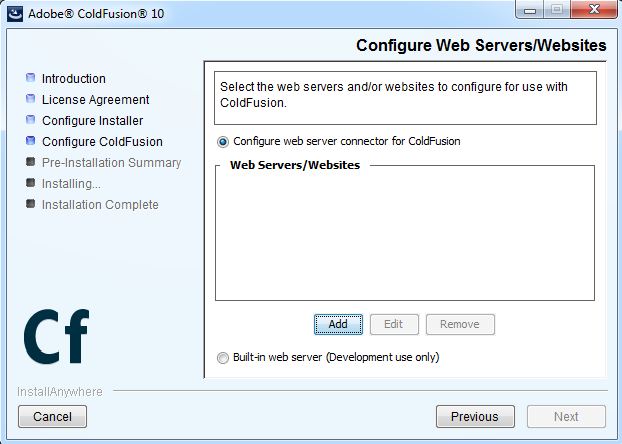 Adobe® ColdFusion® 10
Configure Web Servers/Websites
Introduction
License Agreement
Configure Installer
Configure ColdFusion
Pre-Installation Summary
Installing...
Installation Complete
Select the web servers and/or websites to configure for use with
ColdFusion.
Configure web server connector for ColdFusion
Web Servers/Websites
Add Edit Remove
Built-in web server (Development use only)
Cf
InstallAnywhere
Cancel Previous Next